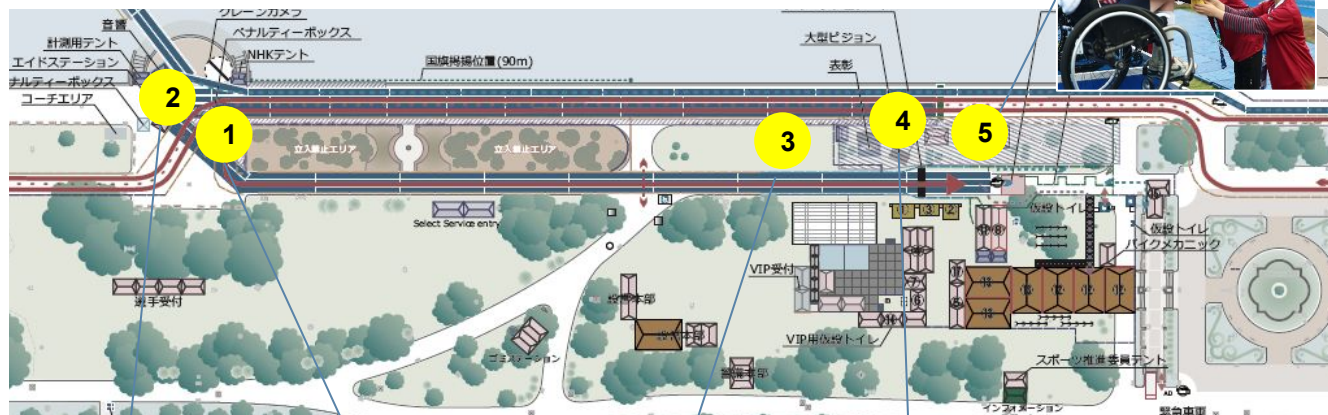 クレーンカメラ
音響
ペナルティーボックス
計測用テント
NHKテント
エイドステーション
ナルティーボックス
コーチエリア
国旗掲揚位置(90m)
大型ビジョン
表彰
2
1
3
4
5
立入禁止エリア
立入禁止エリア
Select Service entry
仮設トイレ
仮設トイレ
バイクメカニック
VIP受付
選手受付
ゴミステーション
VIP用仮設トイレ
スポーツ推進委員テント
インフォメーション
AD
緊急車両